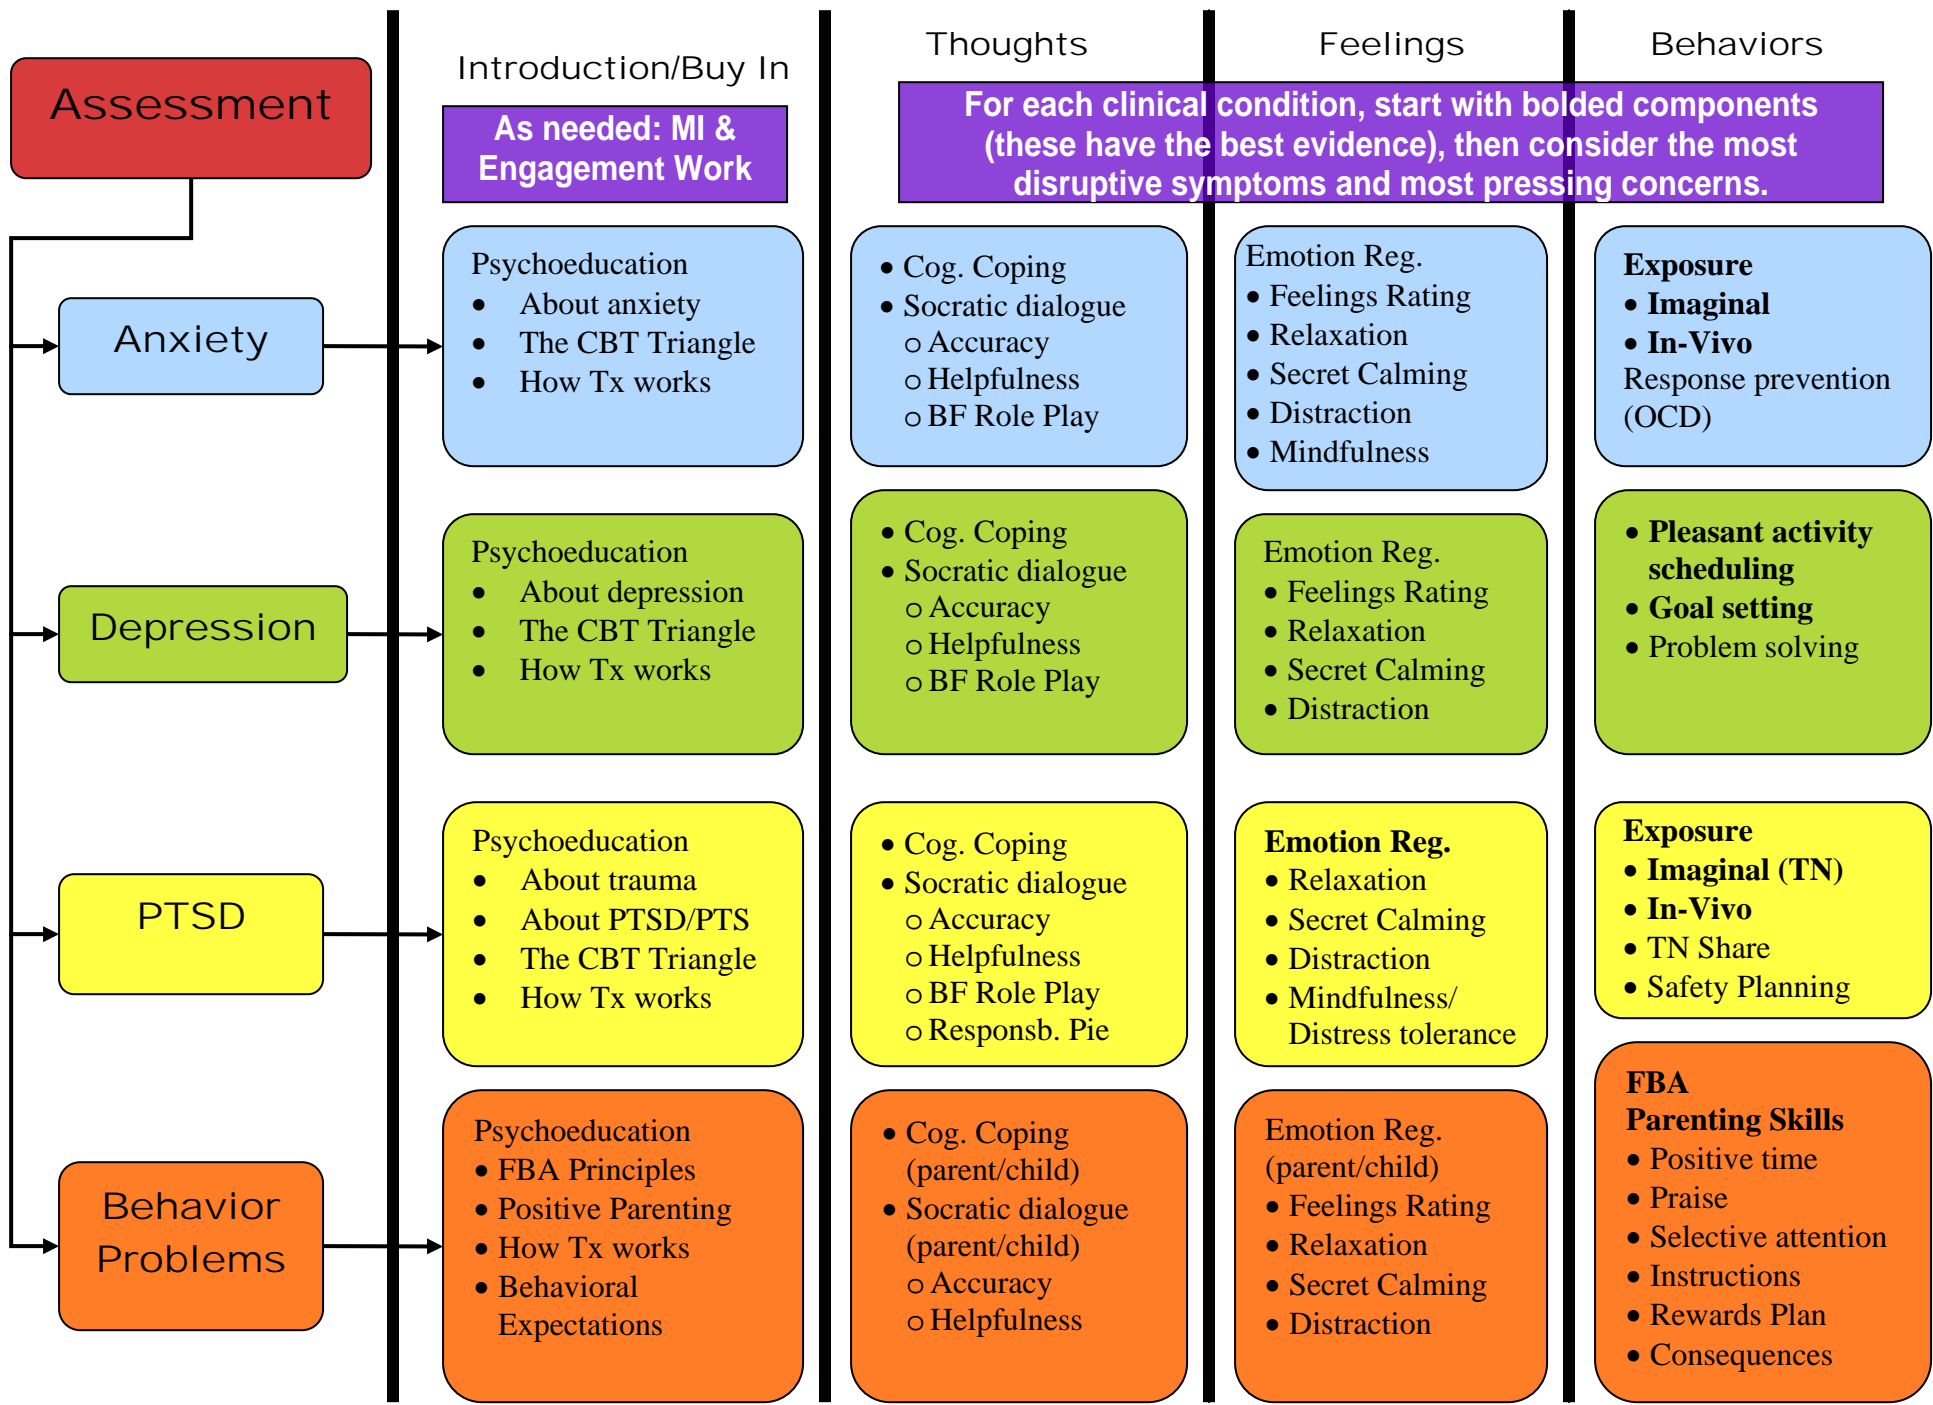 Assessment
Introduction/Buy In
Thoughts
Feelings
Behaviors
As needed: MI &
Engagement Work
For each clinical condition, start with bolded components
(these have the best evidence), then consider the most
disruptive symptoms and most pressing concerns.
Anxiety
Psychoeducation
• About anxiety
• The CBT Triangle
• How Tx works
• Cog. Coping
• Socratic dialogue
o Accuracy
o Helpfulness
o BF Role Play
Emotion Reg.
• Feelings Rating
• Relaxation
• Secret Calming
• Distraction
• Mindfulness
Exposure
• Imaginal
• In-Vivo
Response prevention
(OCD)
Depression
Psychoeducation
• About depression
• The CBT Triangle
• How Tx works
• Cog. Coping
• Socratic dialogue
o Accuracy
o Helpfulness
o BF Role Play
Emotion Reg.
• Feelings Rating
• Relaxation
• Secret Calming
• Distraction
• Pleasant activity
scheduling
• Goal setting
• Problem solving
PTSD
Psychoeducation
• About trauma
• About PTSD/PTS
• The CBT Triangle
• How Tx works
• Cog. Coping
• Socratic dialogue
o Accuracy
o Helpfulness
o BF Role Play
o Responsb. Pie
Emotion Reg.
• Relaxation
• Secret Calming
• Distraction
• Mindfulness/
Distress tolerance
Exposure
• Imaginal (TN)
• In-Vivo
• TN Share
• Safety Planning
Behavior
Problems
Psychoeducation
• FBA Principles
• Positive Parenting
• How Tx works
• Behavioral
Expectations
• Cog. Coping
(parent/child)
• Socratic dialogue
(parent/child)
o Accuracy
o Helpfulness
Emotion Reg.
(parent/child)
• Feelings Rating
• Relaxation
• Secret Calming
• Distraction
FBA
Parenting Skills
• Positive time
• Praise
• Selective attention
• Instructions
• Rewards Plan
• Consequences